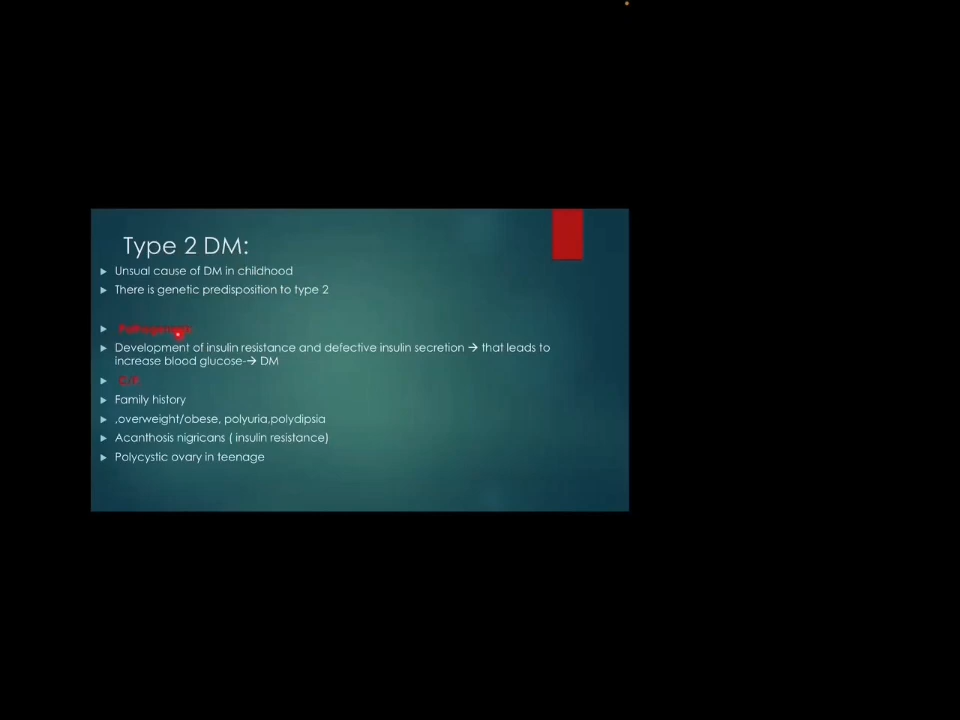 Type 2 DM:
Unsual cause of DM in childhood
There is genetic predisposition to type 2
Development of insulin resistance and defective insulin secretion → that leads to
increase blood glucose-→ DM
Family history
,overweight/obese, polyuria,polydipsia
Acanthosis nigricans ( insulin resistance)
Polycystic ovary in teenage